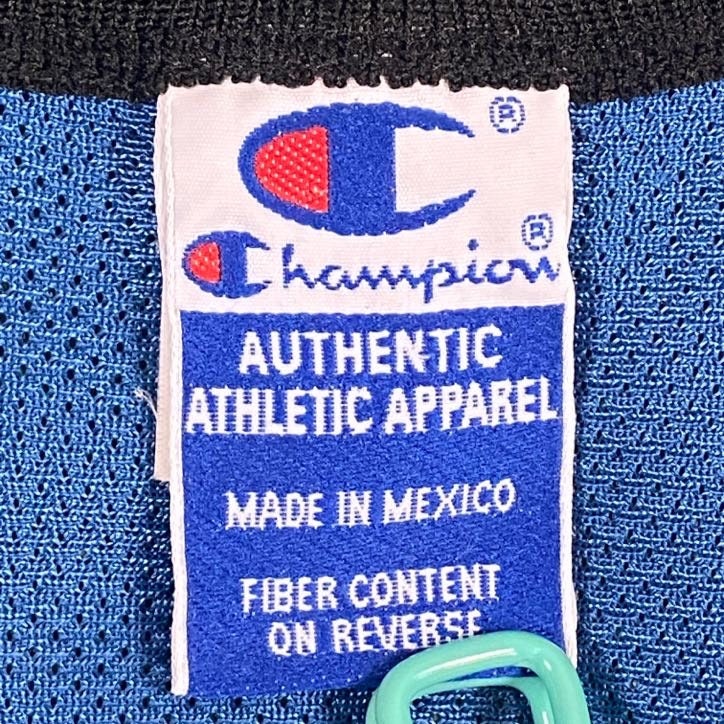 ®
Champion ®
AUTHENTIC
ATHLETIC APPAREL
MADE IN MEXICO
FIBER CONTENT
ON REVERSE